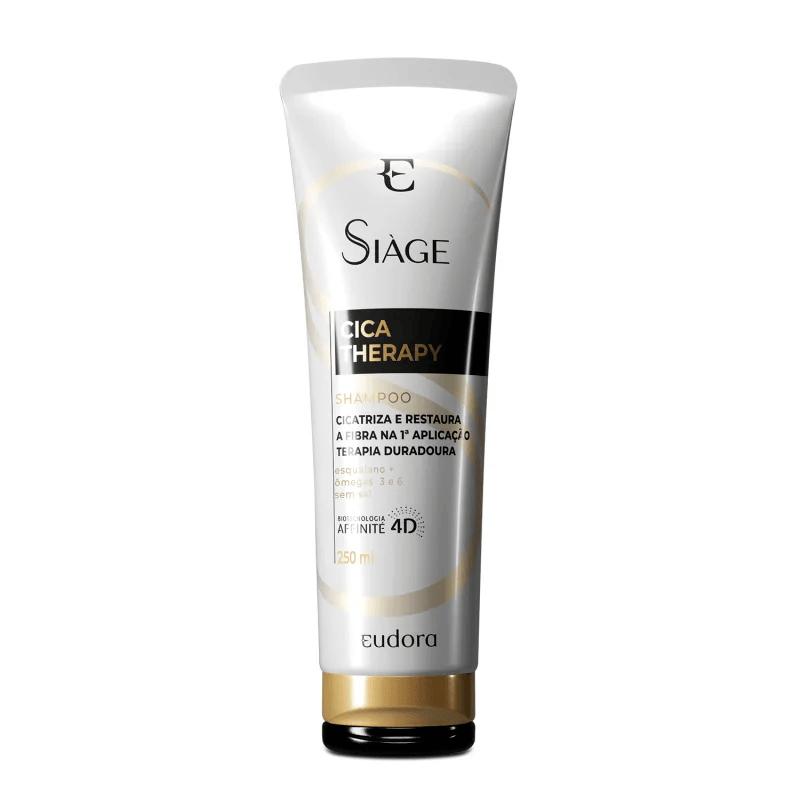 E
SIÀGE
CICA
THERAPY
SHAMPOO
CICATRIZA E RESTAURA
A FIBRA NA 1ª APLICAÇÃO
TERAPIA DURADOURA
esqualano +
ômegas 3 e 6
sem sal
BIOTECNOLOGIA
AFFINITÉ 4D
250 ml
eudora